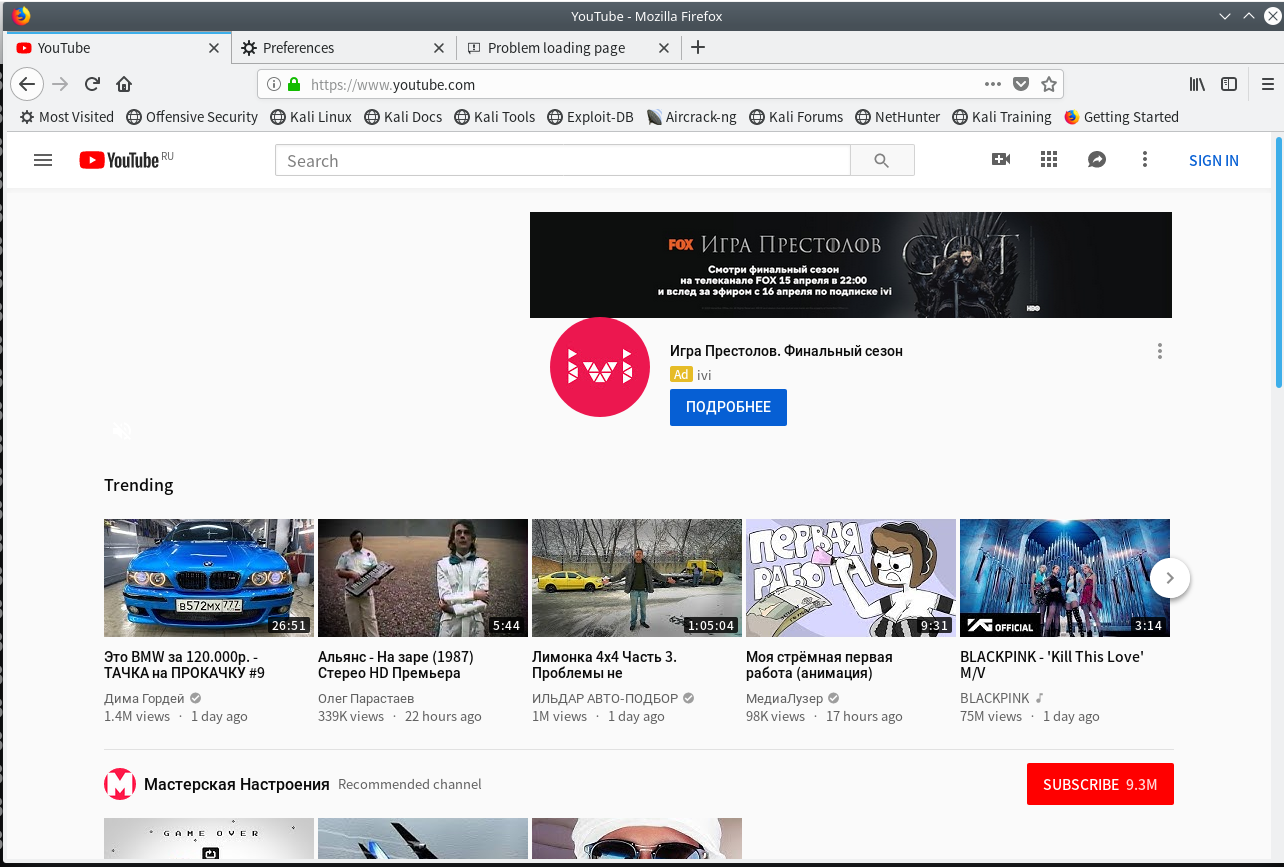 YouTube - Mozilla Firefox
YouTube
Preferences
Problem loading page
https://www.youtube.com
Most Visited
Offensive Security
Kali Linux
Kali Docs
Kali Tools
Exploit-DB
Aircrack-ng
Kali Forums
NetHunter
Kali Training
Getting Started
YouTube RU
Search
SIGN IN
FOX ИГРА ПРЕСТОЛОВ
GOT
Смотри финальный сезон
на телеканале FOX 15 апреля в 22:00
и вслед за эфиром с 16 апреля по подписке ivi
HBO
ivi
Игра Престолов. Финальный сезон
Ad ivi
ПОДРОБНЕЕ
Trending
В572МХ 777
26:51
5:44
1:05:04
ПЕРВАЯ
РАБОТ
9:31
YG OFFICIAL
3:14
Это BMW за 120.000р. -
ТАЧКА на ПРОКАЧКУ #9
Дима Гордей
1.4M views · 1 day ago
Альянс - На заре (1987)
Стерео HD Премьера
Олег Парастаев
339K views · 22 hours ago
Лимонка 4х4 Часть 3.
Проблемы не
ИЛЬДАР АВТО-ПОДБОР
1M views · 1 day ago
Моя стрёмная первая
работа (анимация)
МедиаЛузер
98K views · 17 hours ago
BLACKPINK - 'Kill This Love'
M/V
BLACKPINK
75M views · 1 day ago
М
Мастерская Настроения
Recommended channel
SUBSCRIBE 9.3M
GAME OVER